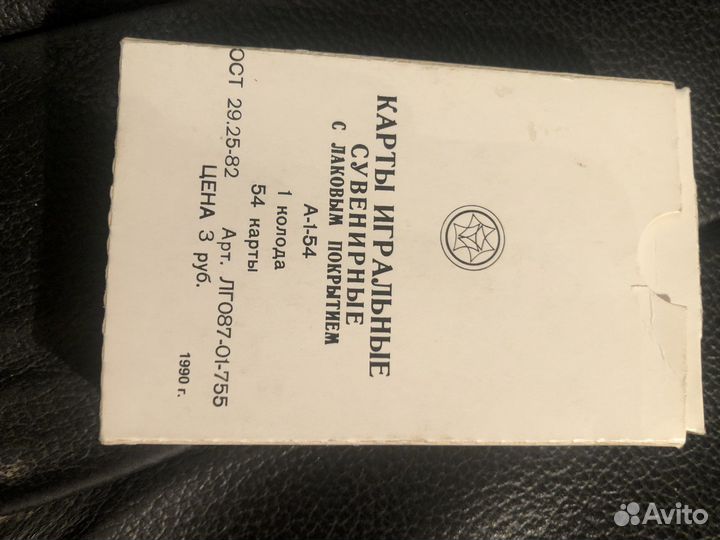 КАРТЫ ИГРАЛЬНЫЕ
СУВЕНИРНЫЕ
С ЛАКОВЫМ ПОКРЫТИЕМ
А-1-54
1 колода
54 карты
ОСТ 29.25-82 Арт. ЛГ087-01-755
ЦЕНА 3 руб.
1990 г.
Avito